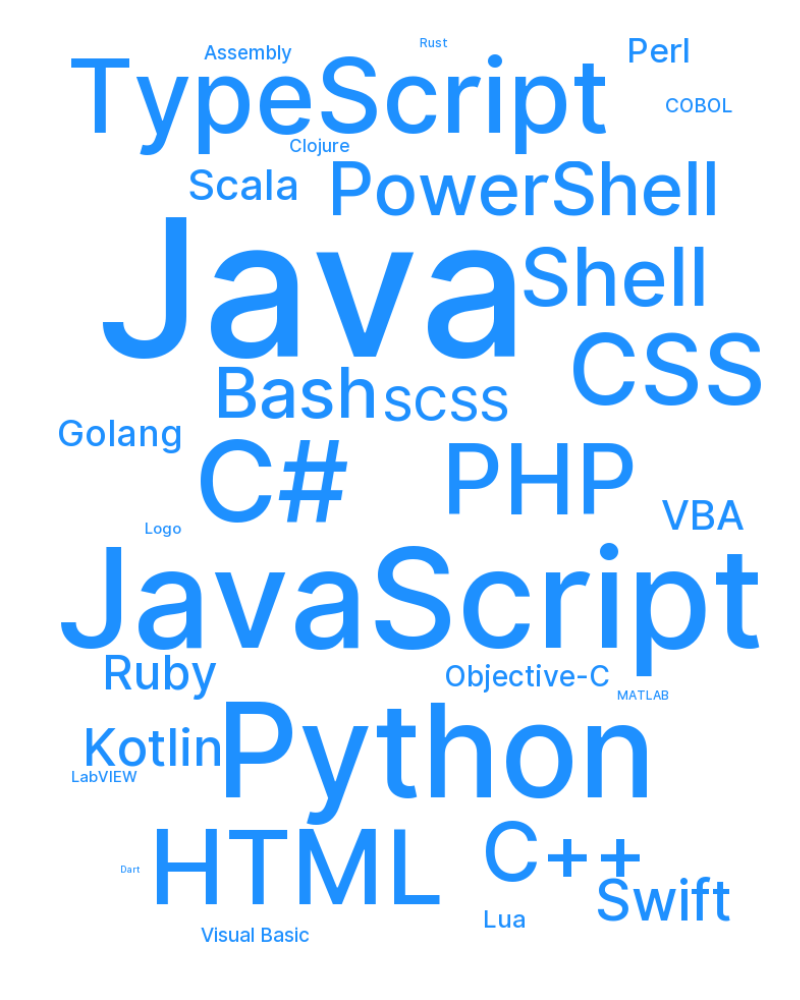 Rust
Assembly
Perl
TypeScript
COBOL
Clojure
Scala
PowerShell
Java
Shell
CSS
Bash
SCSS
Golang
C#
PHP
VBA
Logo
JavaScript
Ruby
Objective-C
MATLAB
Python
Kotlin
LabVIEW
HTML
C++
Dart
Swift
Lua
Visual Basic